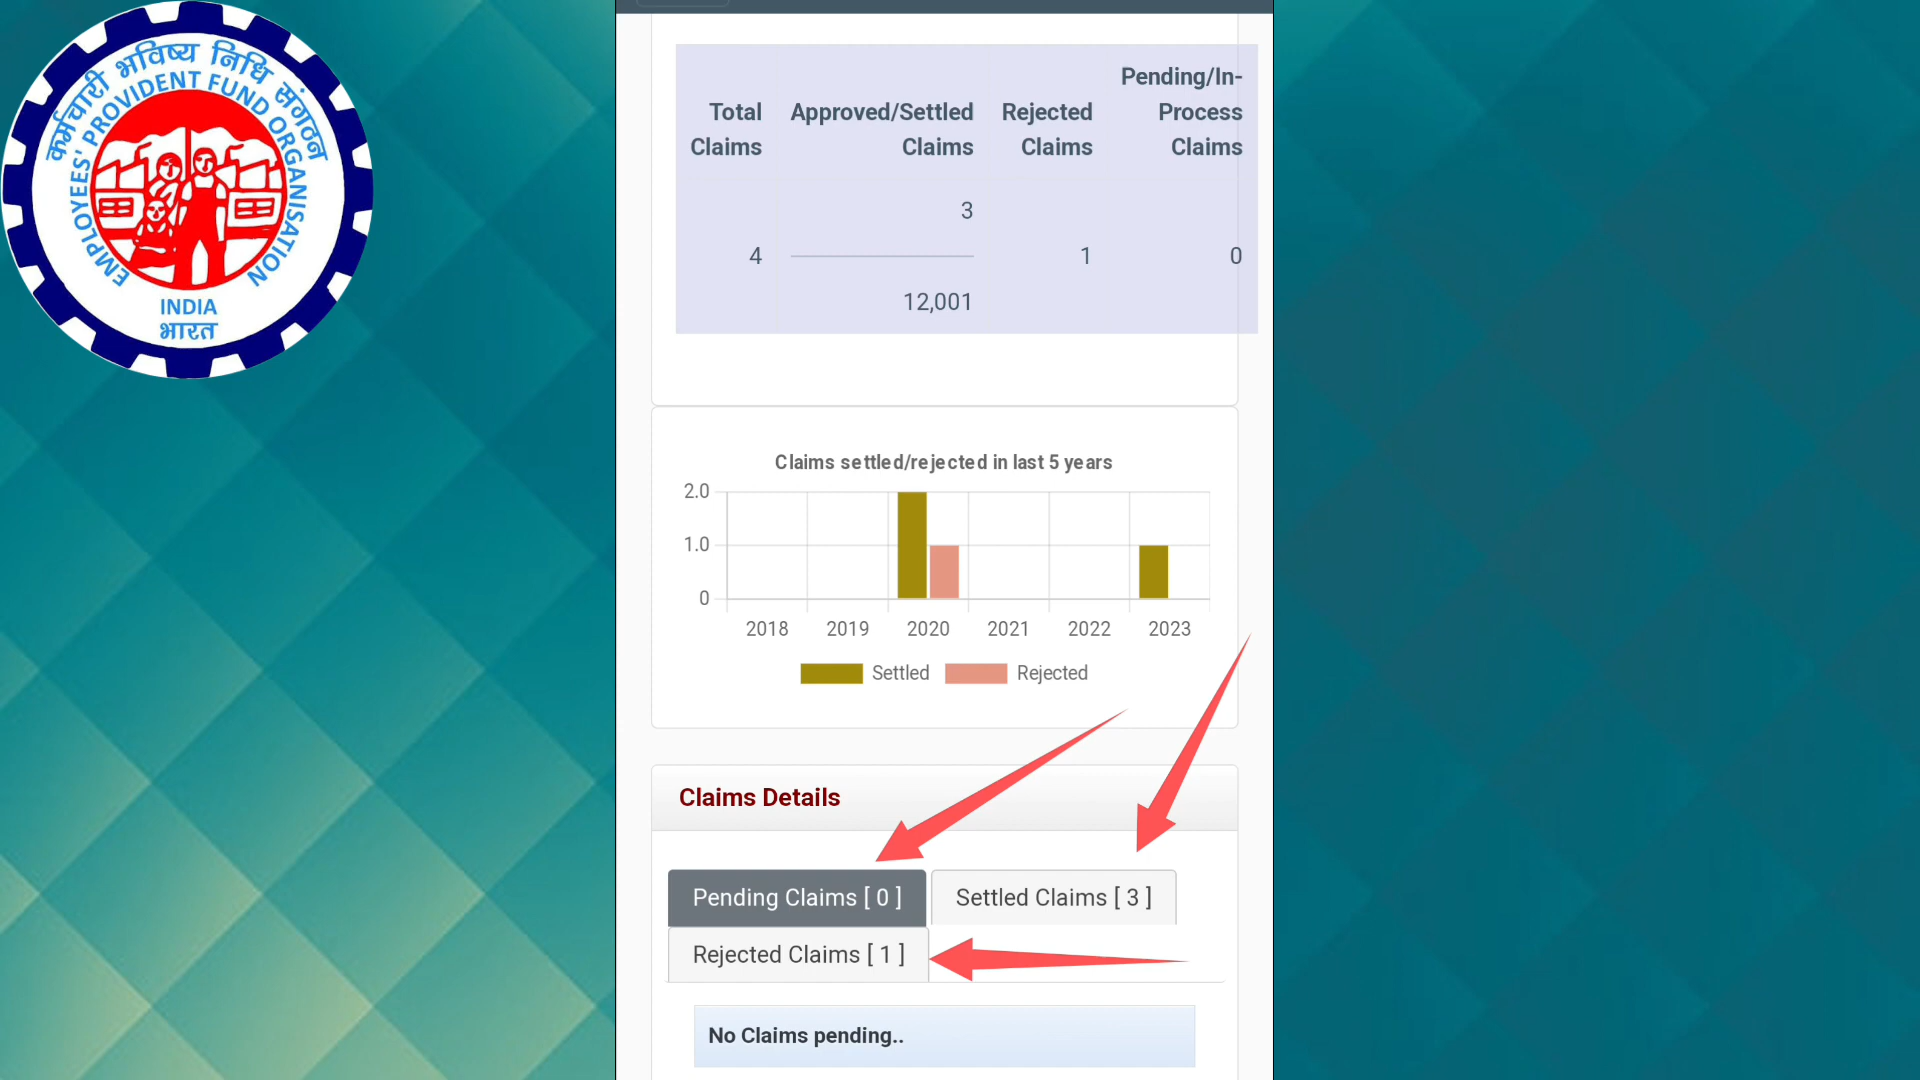 कर्मचारी भविष्य निधि संगठन
EMPLOYEES' PROVIDENT FUND ORGANISATION
INDIA
भारत
Total Claims
Approved/Settled Claims
Rejected Claims
Pending/In-Process Claims
4
3
12,001
1
0
Claims settled/rejected in last 5 years
2.0
1.0
0
2018 2019 2020 2021 2022 2023
Settled Rejected
Claims Details
Pending Claims [ 0 ] Settled Claims [ 3 ]
Rejected Claims [ 1 ]
No Claims pending..